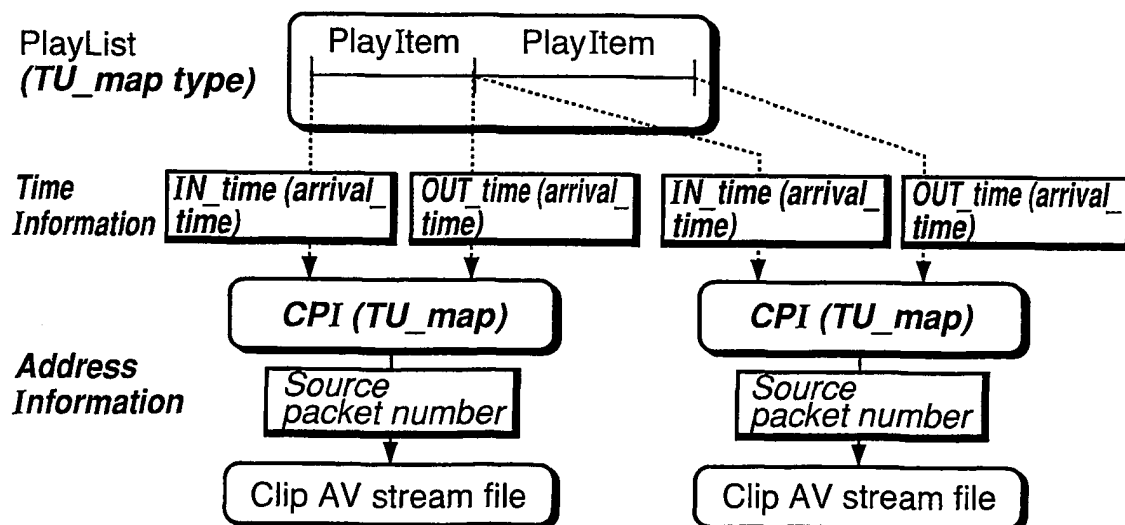 PlayList
(TU_map type)
PlayItem PlayItem
Time
Information
IN_time (arrival_
time)
OUT_time (arrival_
time)
IN_time (arrival_
time)
OUT_time (arrival_
time)
CPI (TU_map)
CPI (TU_map)
Address
Information
Source
packet number
Source
packet number
Clip AV stream file
Clip AV stream file